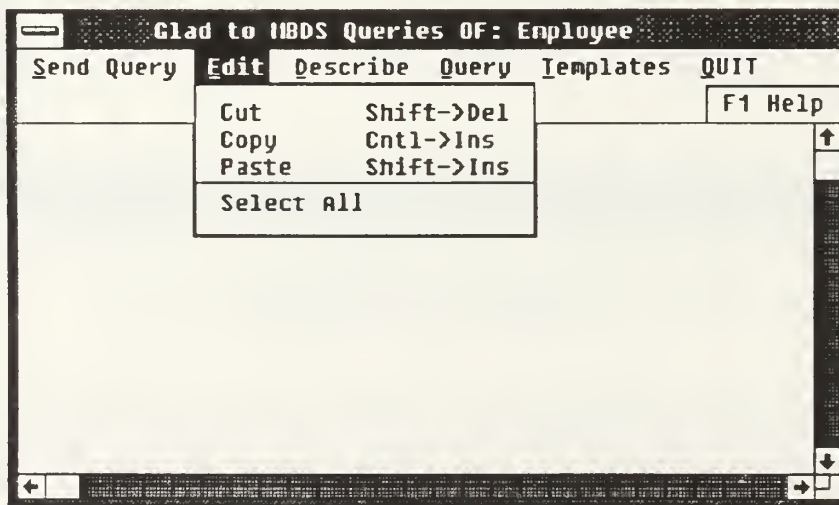 Glad to MBDS Queries OF: Employee
Send Query Edit Describe Query Templates QUIT
F1 Help
Cut Shift->Del
Copy Cntl->Ins
Paste Shift->Ins
Select All